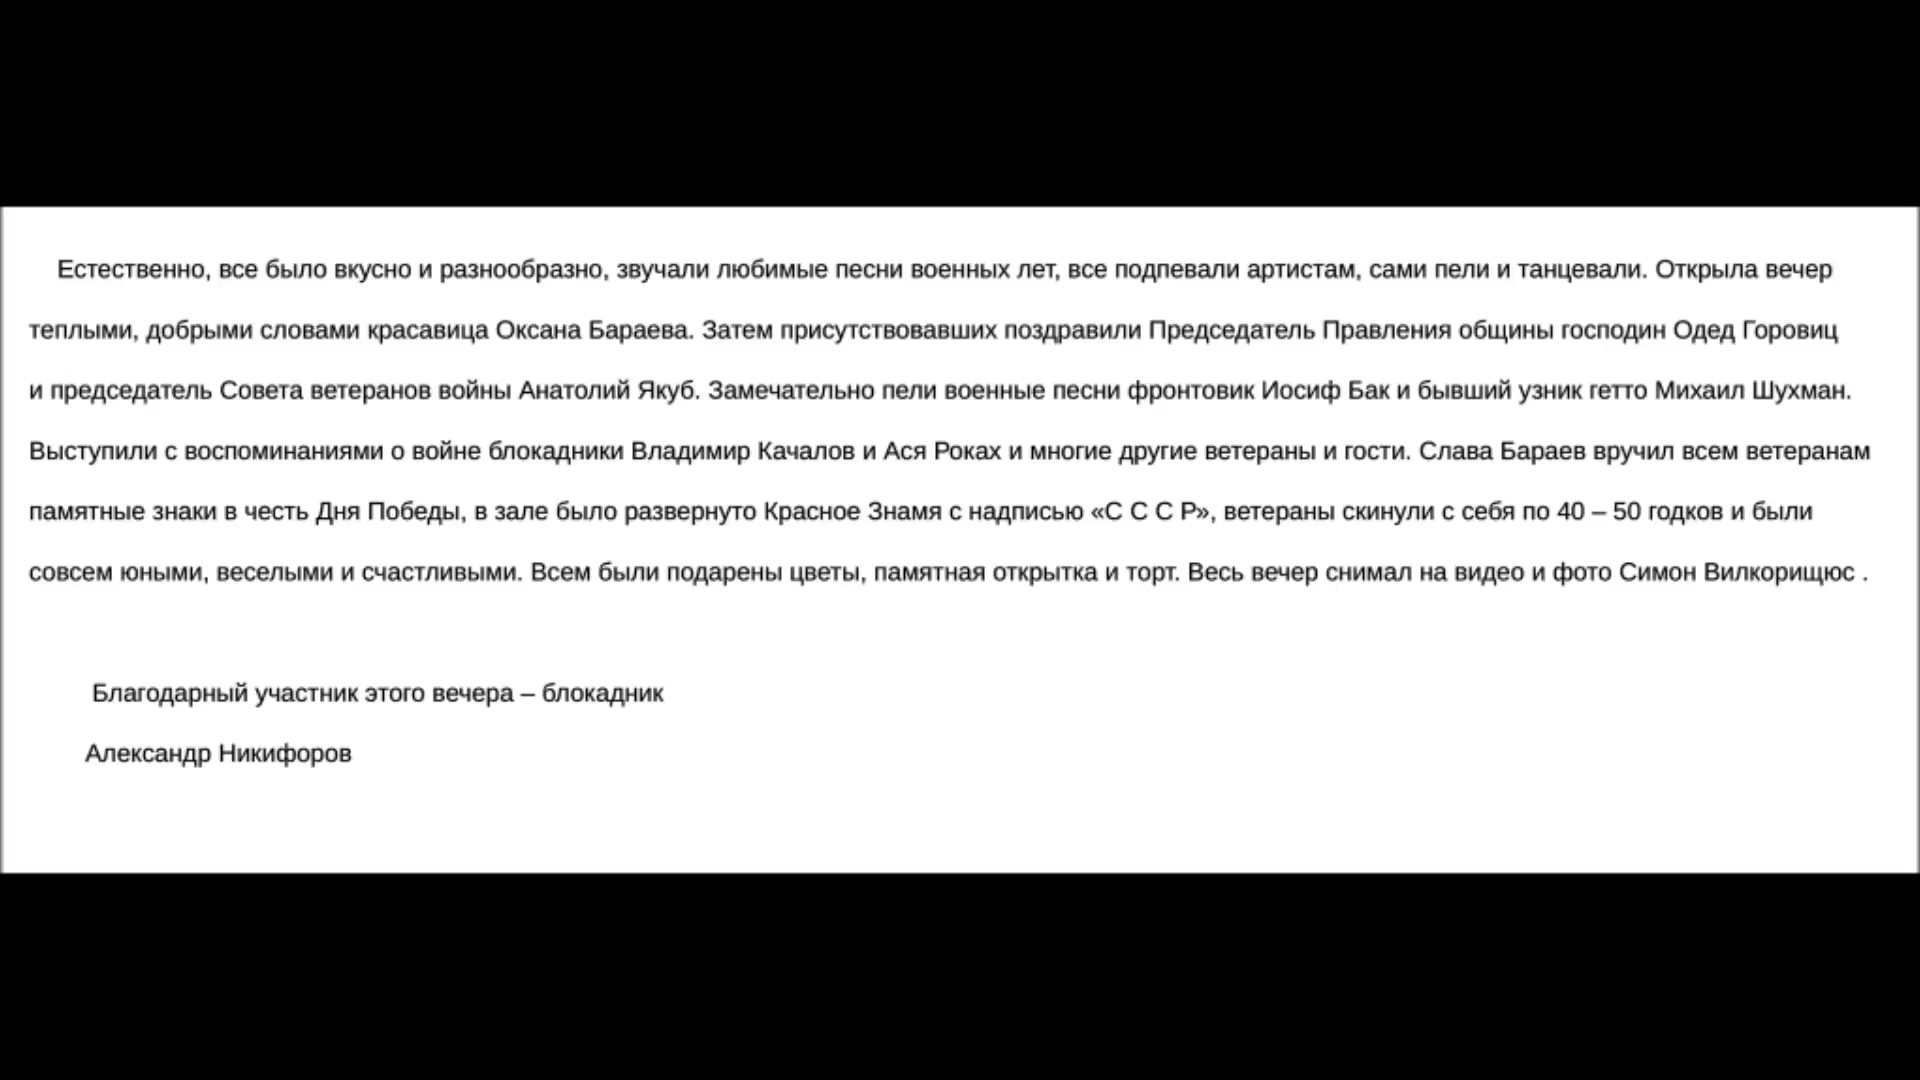 Естественно, все было вкусно и разнообразно, звучали любимые песни военных лет, все подпевали артистам, сами пели и танцевали. Открыла вечер
теплыми, добрыми словами красавица Оксана Бараева. Затем присутствовавших поздравили Председатель Правления общины господин Одед Горовиц
и председатель Совета ветеранов войны Анатолий Якуб. Замечательно пели военные песни фронтовик Иосиф Бак и бывший узник гетто Михаил Шухман.
Выступили с воспоминаниями о войне блокадники Владимир Качалов и Ася Роках и многие другие ветераны и гости. Слава Бараев вручил всем ветеранам
памятные знаки в честь Дня Победы, в зале было развернуто Красное Знамя с надписью «С С С Р», ветераны скинули с себя по 40 – 50 годков и были
совсем юными, веселыми и счастливыми. Всем были подарены цветы, памятная открытка и торт. Весь вечер снимал на видео и фото Симон Вилкорищюс .
Благодарный участник этого вечера – блокадник
Александр Никифоров